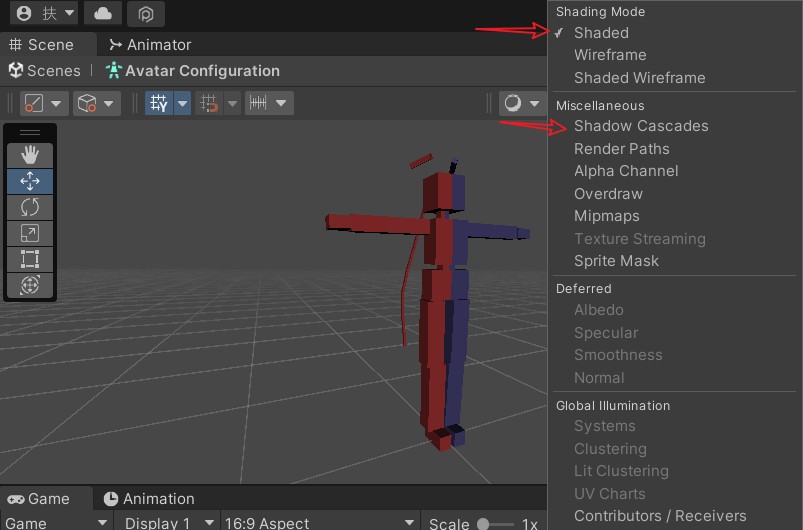 扶
Scene
Animator
Scenes
Avatar Configuration
Y
Game
Animation
Game
Display 1
16:9 Aspect
Scale
1x
Shading Mode
Shaded
Wireframe
Shaded Wireframe
Miscellaneous
Shadow Cascades
Render Paths
Alpha Channel
Overdraw
Mipmaps
Texture Streaming
Sprite Mask
Deferred
Albedo
Specular
Smoothness
Normal
Global Illumination
Systems
Clustering
Lit Clustering
UV Charts
Contributors / Receivers